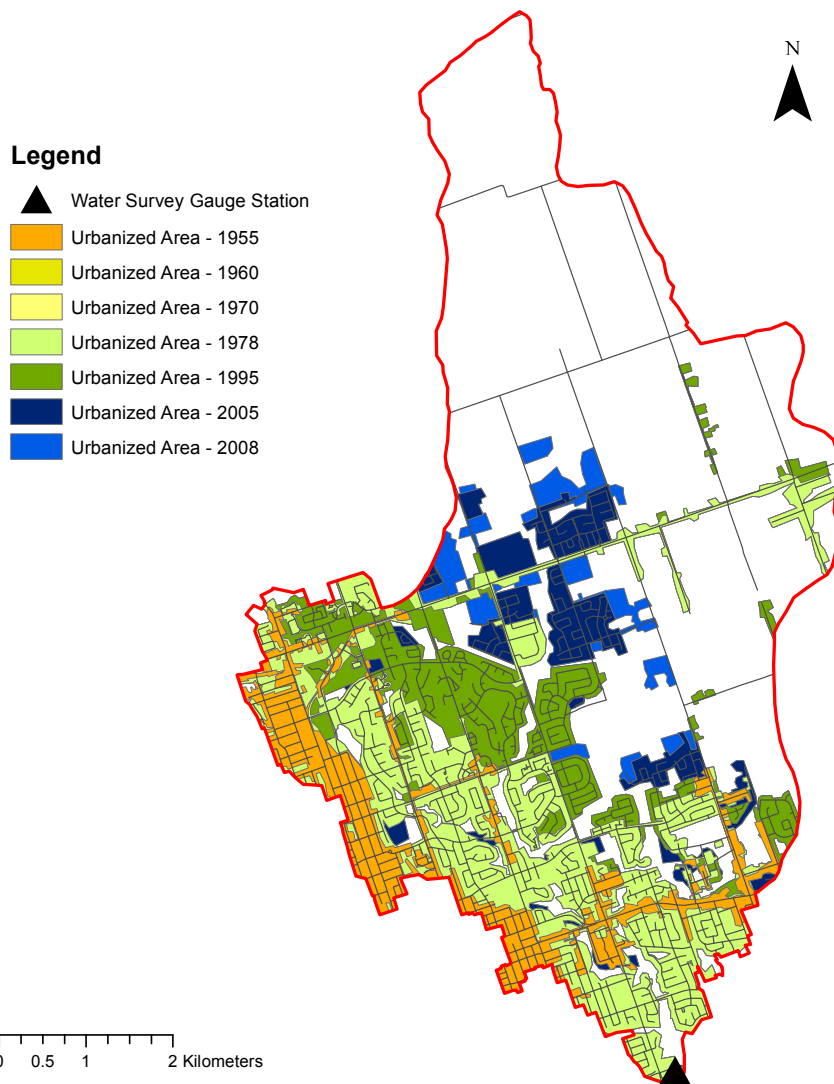 N
Legend
Water Survey Gauge Station
Urbanized Area - 1955
Urbanized Area - 1960
Urbanized Area - 1970
Urbanized Area - 1978
Urbanized Area - 1995
Urbanized Area - 2005
Urbanized Area - 2008
0 0.5 1 2 Kilometers